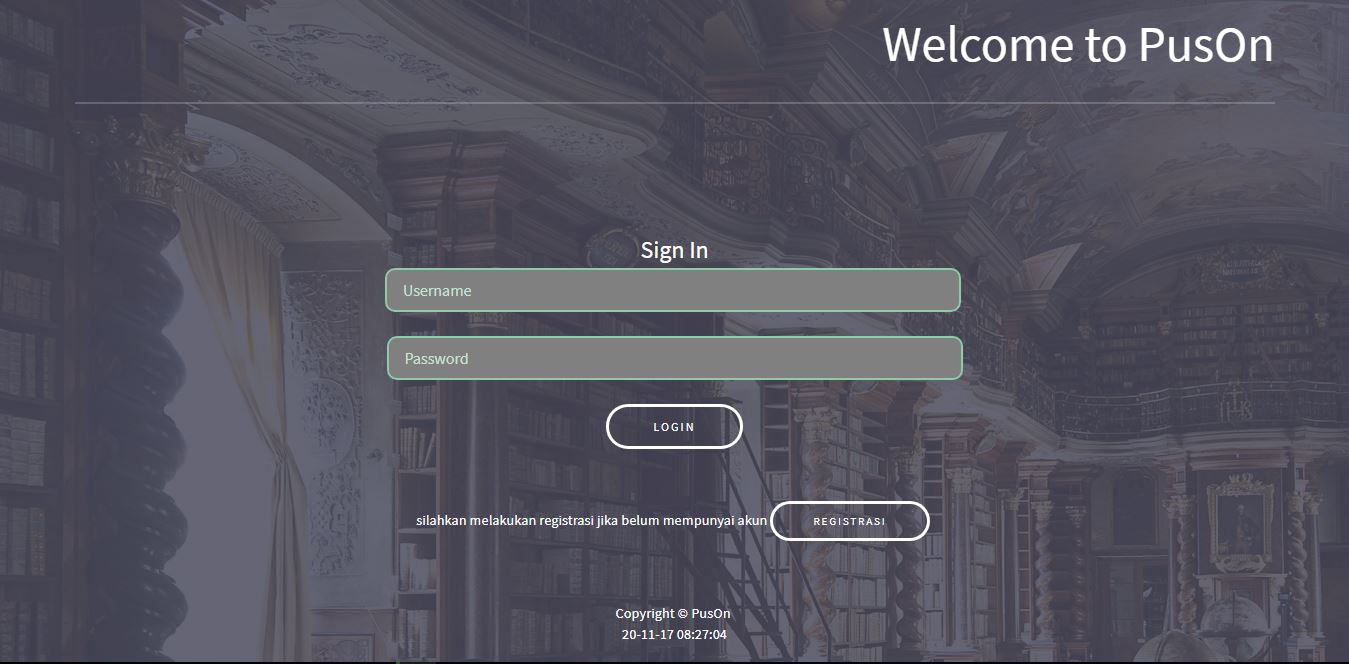 Welcome to PusOn
Sign In
Username
Password
LOGIN
silahkan melakukan registrasi jika belum mempunyai akun REGISTRASI
Copyright © PusOn
20-11-17 08:27:04